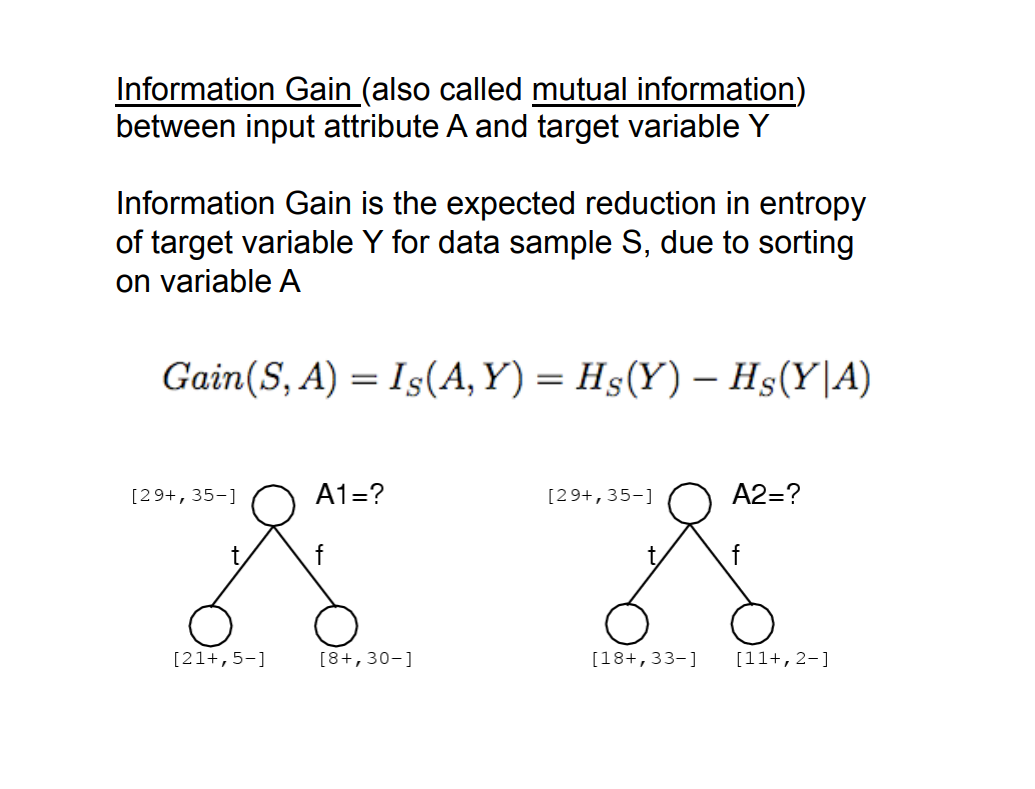 Information Gain (also called mutual information)
between input attribute A and target variable Y
Information Gain is the expected reduction in entropy
of target variable Y for data sample S, due to sorting
on variable A
Gain(S, A) = I_S(A, Y) = H_S(Y) − H_S(Y|A)
[29+,35-] A1=?
t f
[21+,5-] [8+,30-]
[29+,35-] A2=?
t f
[18+,33-] [11+,2-]